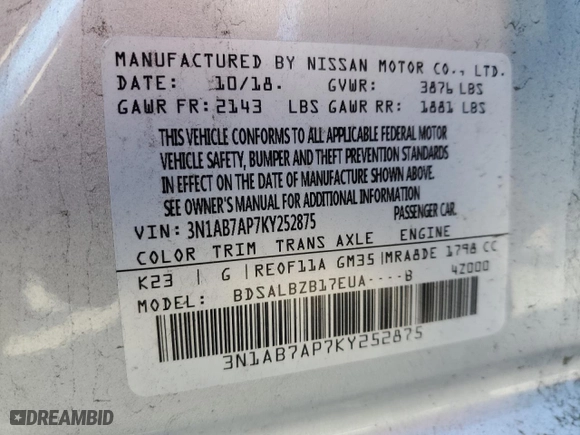 MANUFACTURED BY NISSAN MOTOR CO., LTD.
DATE: 10/18. GVWR: 3876 LBS
GAWR FR: 2143 LBS GAWR RR: 1881 LBS
THIS VEHICLE CONFORMS TO ALL APPLICABLE FEDERAL MOTOR
VEHICLE SAFETY, BUMPER AND THEFT PREVENTION STANDARDS
IN EFFECT ON THE DATE OF MANUFACTURE SHOWN ABOVE.
SEE OWNER'S MANUAL FOR ADDITIONAL INFORMATION
VIN: 3N1AB7AP7KY252875 PASSENGER CAR.
COLOR TRIM TRANS AXLE ENGINE
K23 | G |REOF11A GM35|MRA8DE 1798 CC
MODEL: BDSALBZB17EUA----B 4Z000
3N1AB7AP7KY252875
DREAMBID